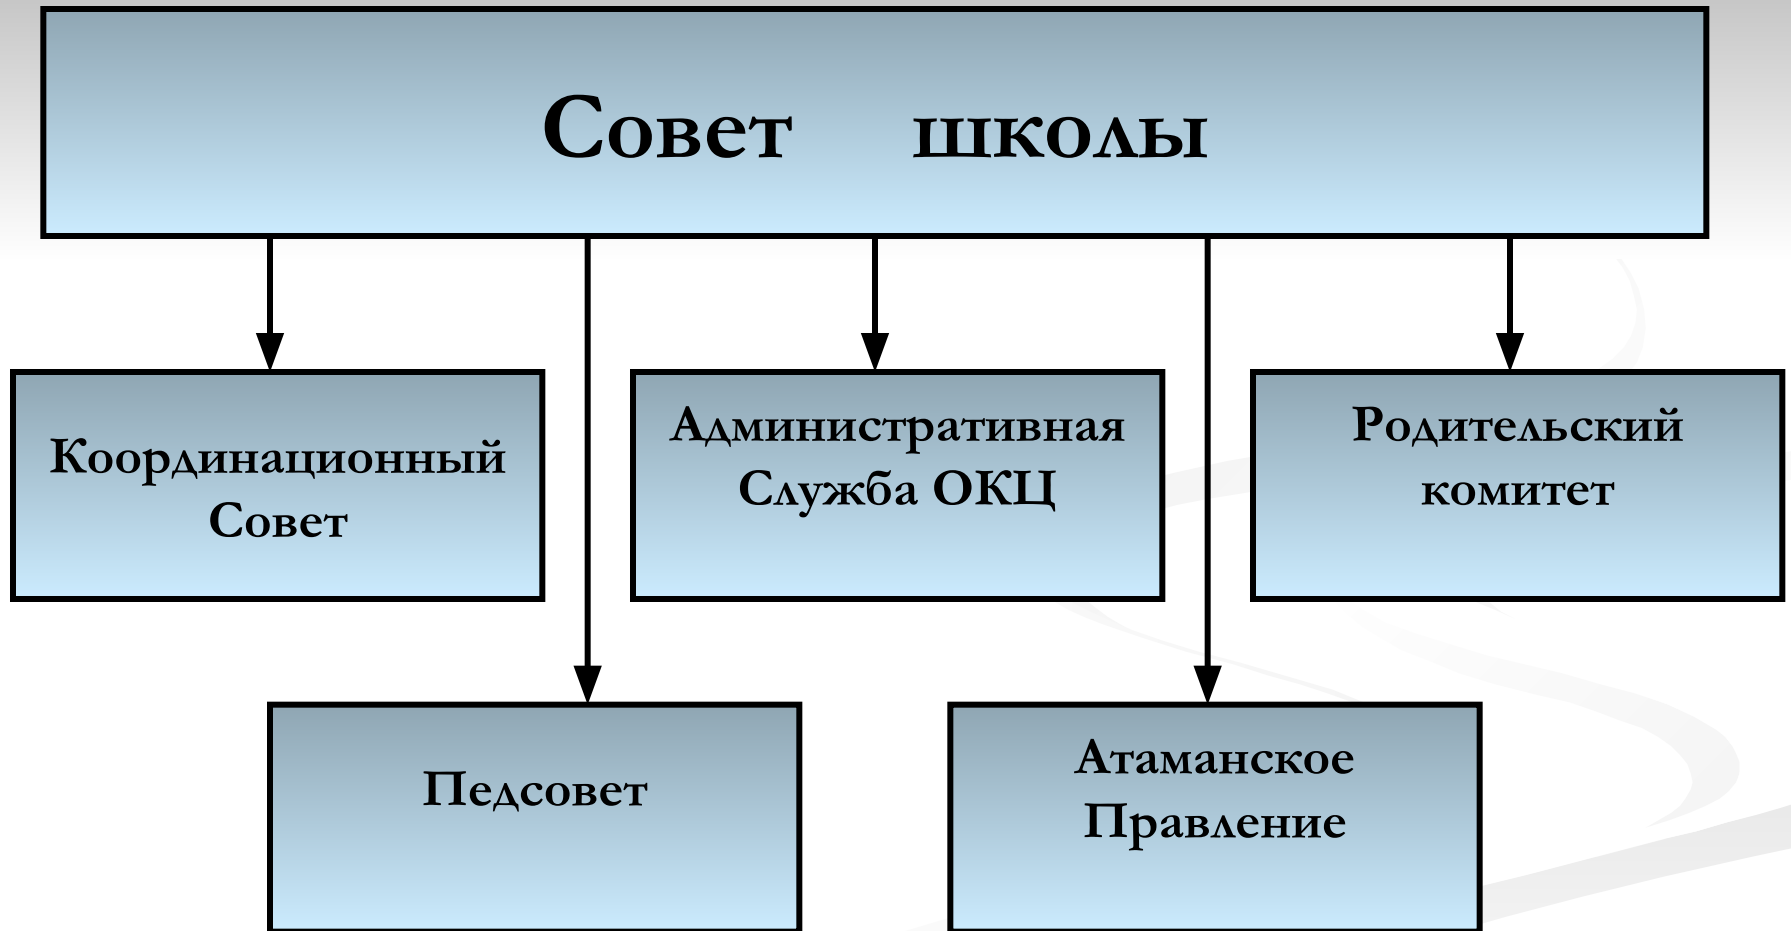 Совет школы
Координационный
Совет
Административная
Служба ОКЦ
Родительский
комитет
Педсовет
Атаманское
Правление